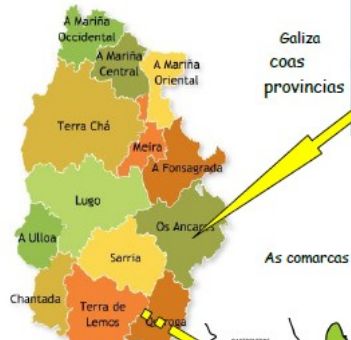 A Mariña
Occidental
A Mariña
Central
A Mariña
Oriental
Galiza
coas
provincias
Terra Chá
Meira
A Fonsagrada
Lugo
Os Ancares
A Ulloa
Sarria
As comarcas
Chantada
Terra de
Lemos